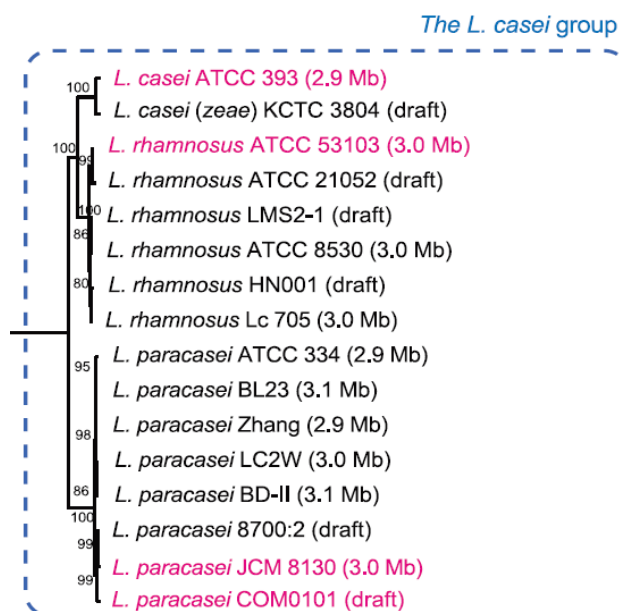 The L. casei group
100
L. casei ATCC 393 (2.9 Mb)
L. casei (zeae) KCTC 3804 (draft)
100
L. rhamnosus ATCC 53103 (3.0 Mb)
99
L. rhamnosus ATCC 21052 (draft)
100
L. rhamnosus LMS2-1 (draft)
86
L. rhamnosus ATCC 8530 (3.0 Mb)
80
L. rhamnosus HN001 (draft)
L. rhamnosus Lc 705 (3.0 Mb)
95
L. paracasei ATCC 334 (2.9 Mb)
L. paracasei BL23 (3.1 Mb)
98
L. paracasei Zhang (2.9 Mb)
L. paracasei LC2W (3.0 Mb)
86
L. paracasei BD-II (3.1 Mb)
100
L. paracasei 8700:2 (draft)
99
L. paracasei JCM 8130 (3.0 Mb)
99
L. paracasei COM0101 (draft)